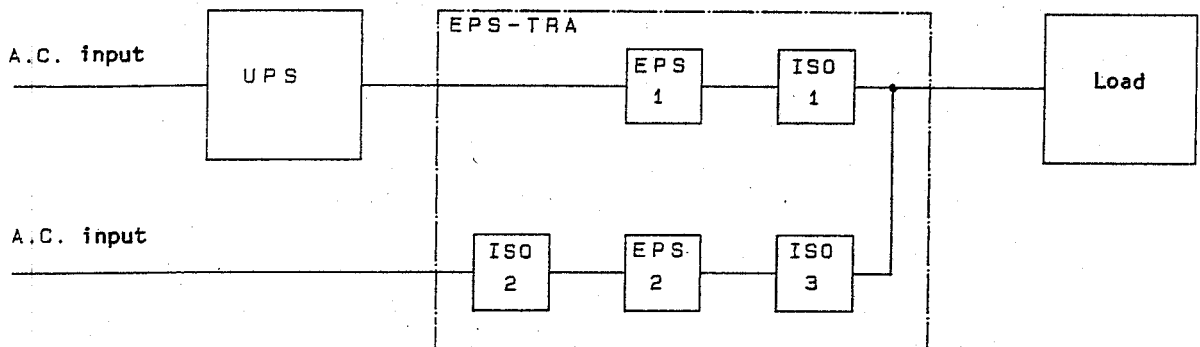 EPS-TRA
A.C. input
UPS
EPS
1
ISO
1
Load
A.C. input
ISO
2
EPS
2
ISO
3